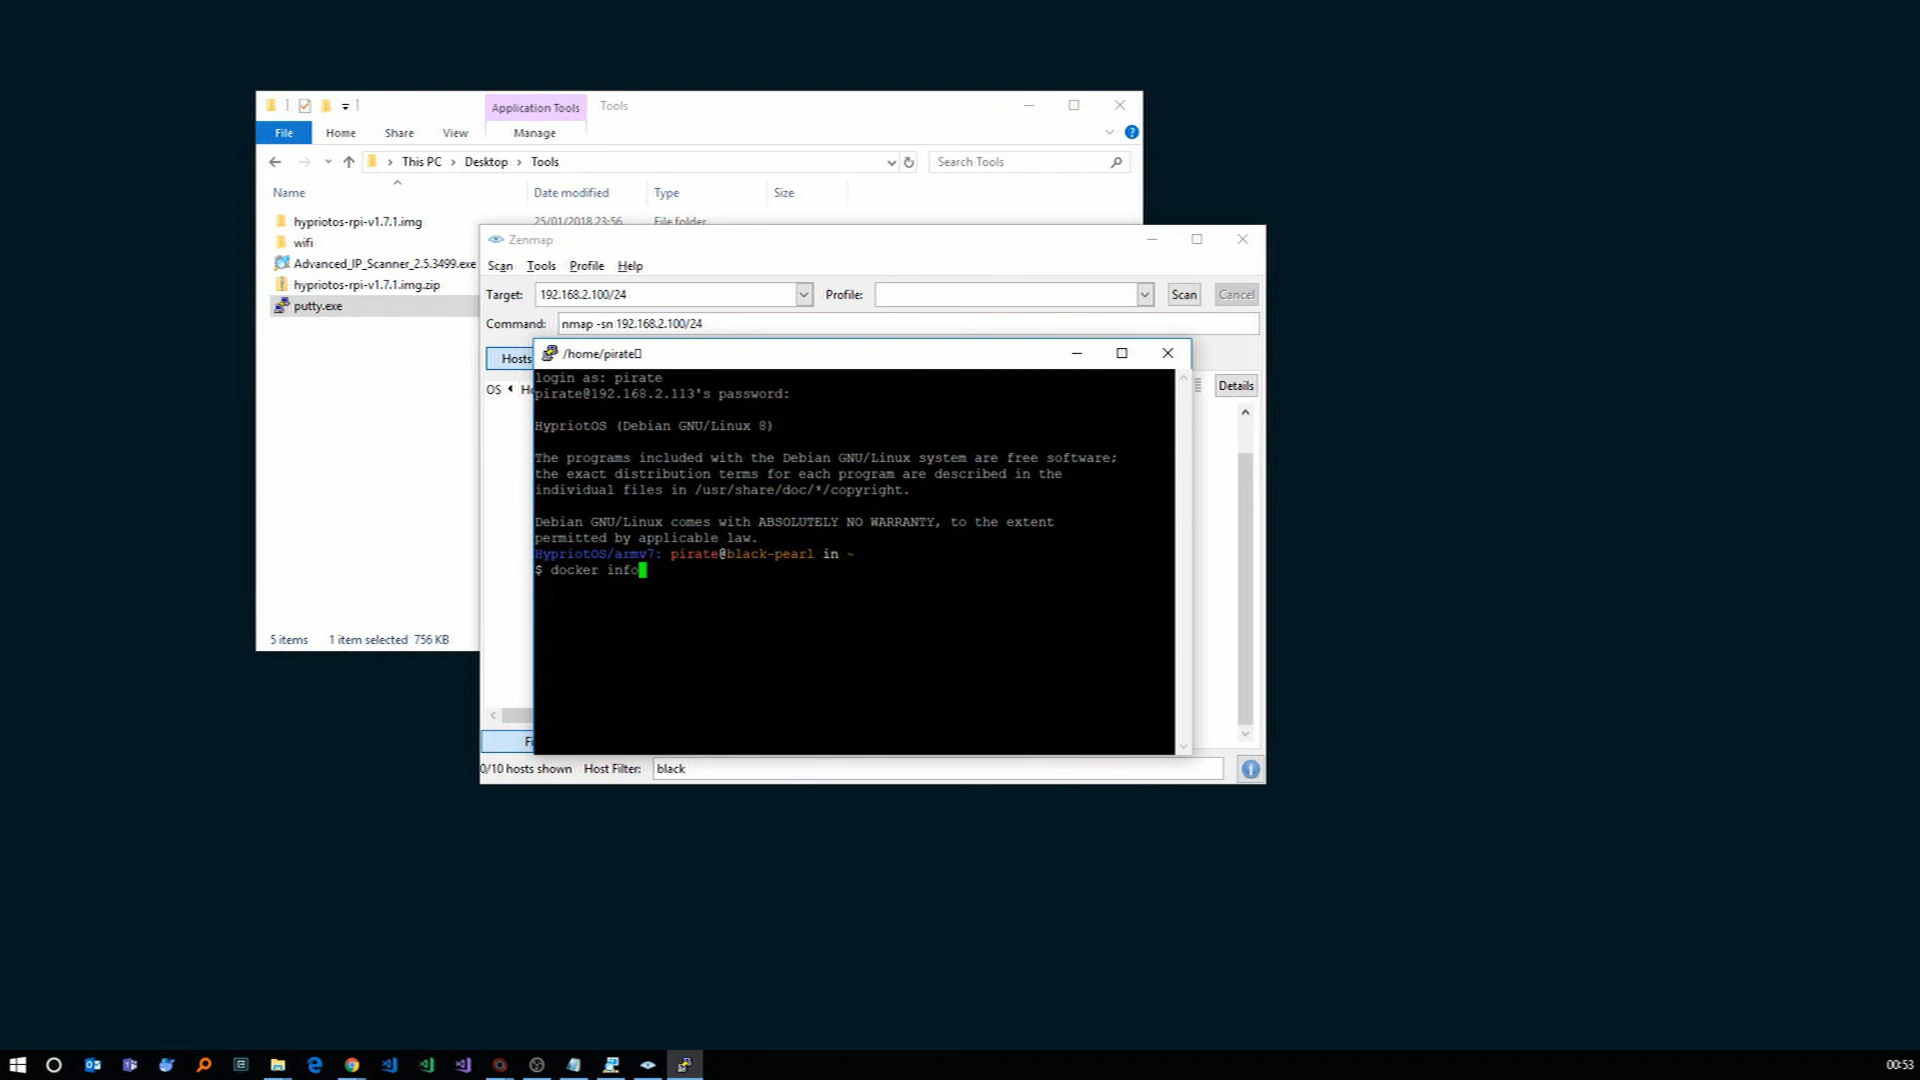 Application Tools
Tools
File
Home
Share
View
Manage
This PC
Desktop
Tools
Search Tools
Name
Date modified
Type
Size
hypriotos-rpi-v1.7.1.img
25/01/2018 23:56
File folder
wifi
Advanced_IP_Scanner_2.5.3499.exe
hypriotos-rpi-v1.7.1.img.zip
putty.exe
5 items
1 item selected 756 KB
Zenmap
Scan
Tools
Profile
Help
Target:
192.168.2.100/24
Profile:
Scan
Cancel
Command:
nmap -sn 192.168.2.100/24
Hosts
OS
Details
/home/pirate
login as: pirate
pirate@192.168.2.113's password:
HypriotOS (Debian GNU/Linux 8)
The programs included with the Debian GNU/Linux system are free software;
the exact distribution terms for each program are described in the
individual files in /usr/share/doc/*/copyright.
Debian GNU/Linux comes with ABSOLUTELY NO WARRANTY, to the extent
permitted by applicable law.
HypriotOS/armv7: pirate@black-pearl in ~
$ docker info
0/10 hosts shown
Host Filter:
black
00:53